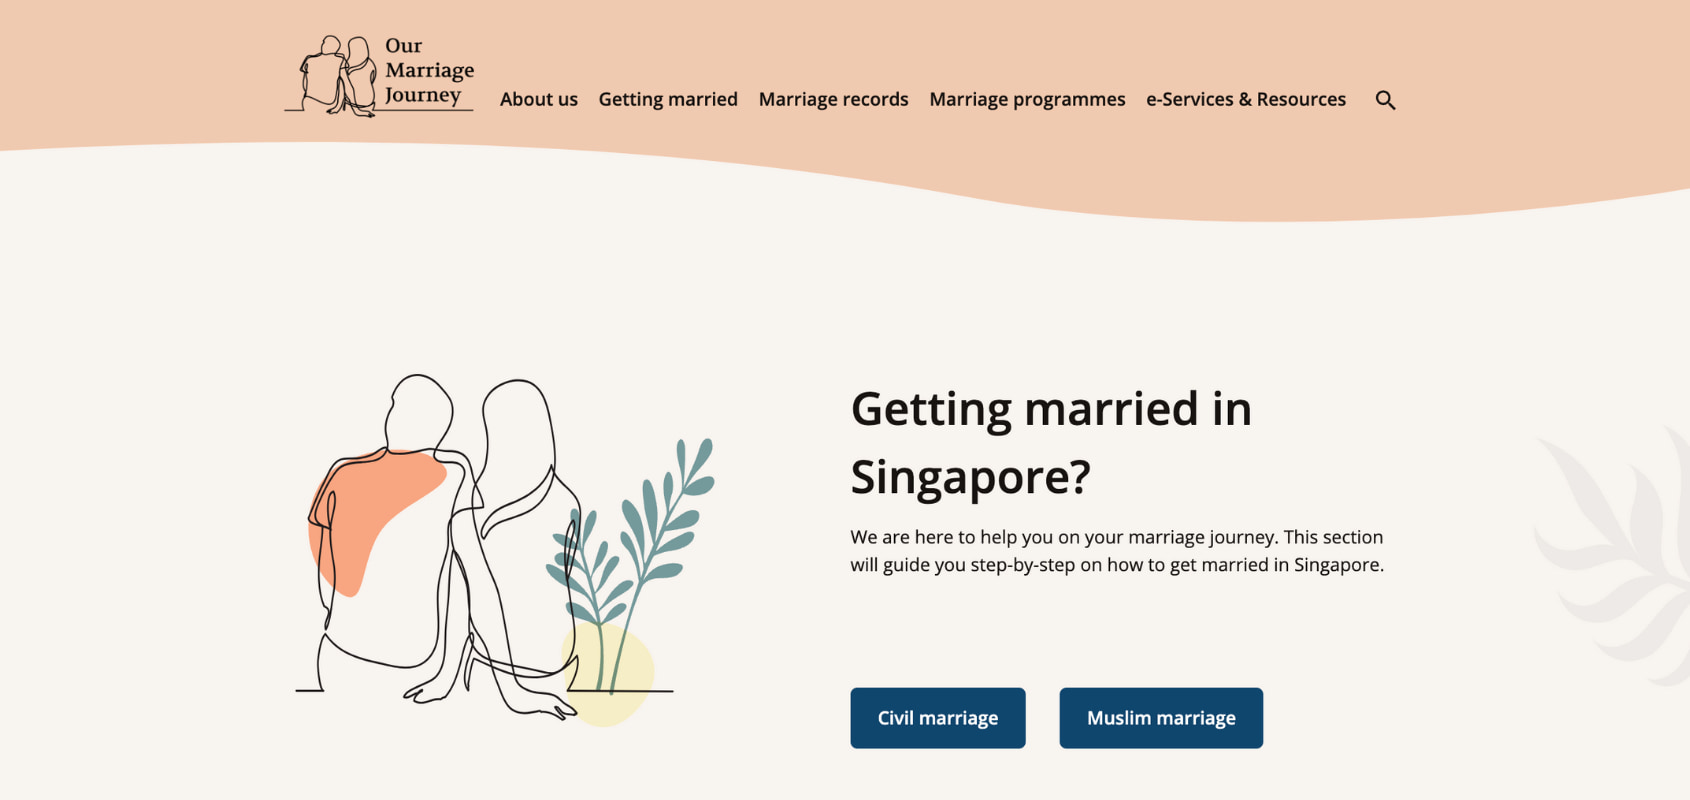 Our
Marriage
Journey
About us Getting married Marriage records Marriage programmes e-Services & Resources
Getting married in
Singapore?
We are here to help you on your marriage journey. This section
will guide you step-by-step on how to get married in Singapore.
Civil marriage Muslim marriage